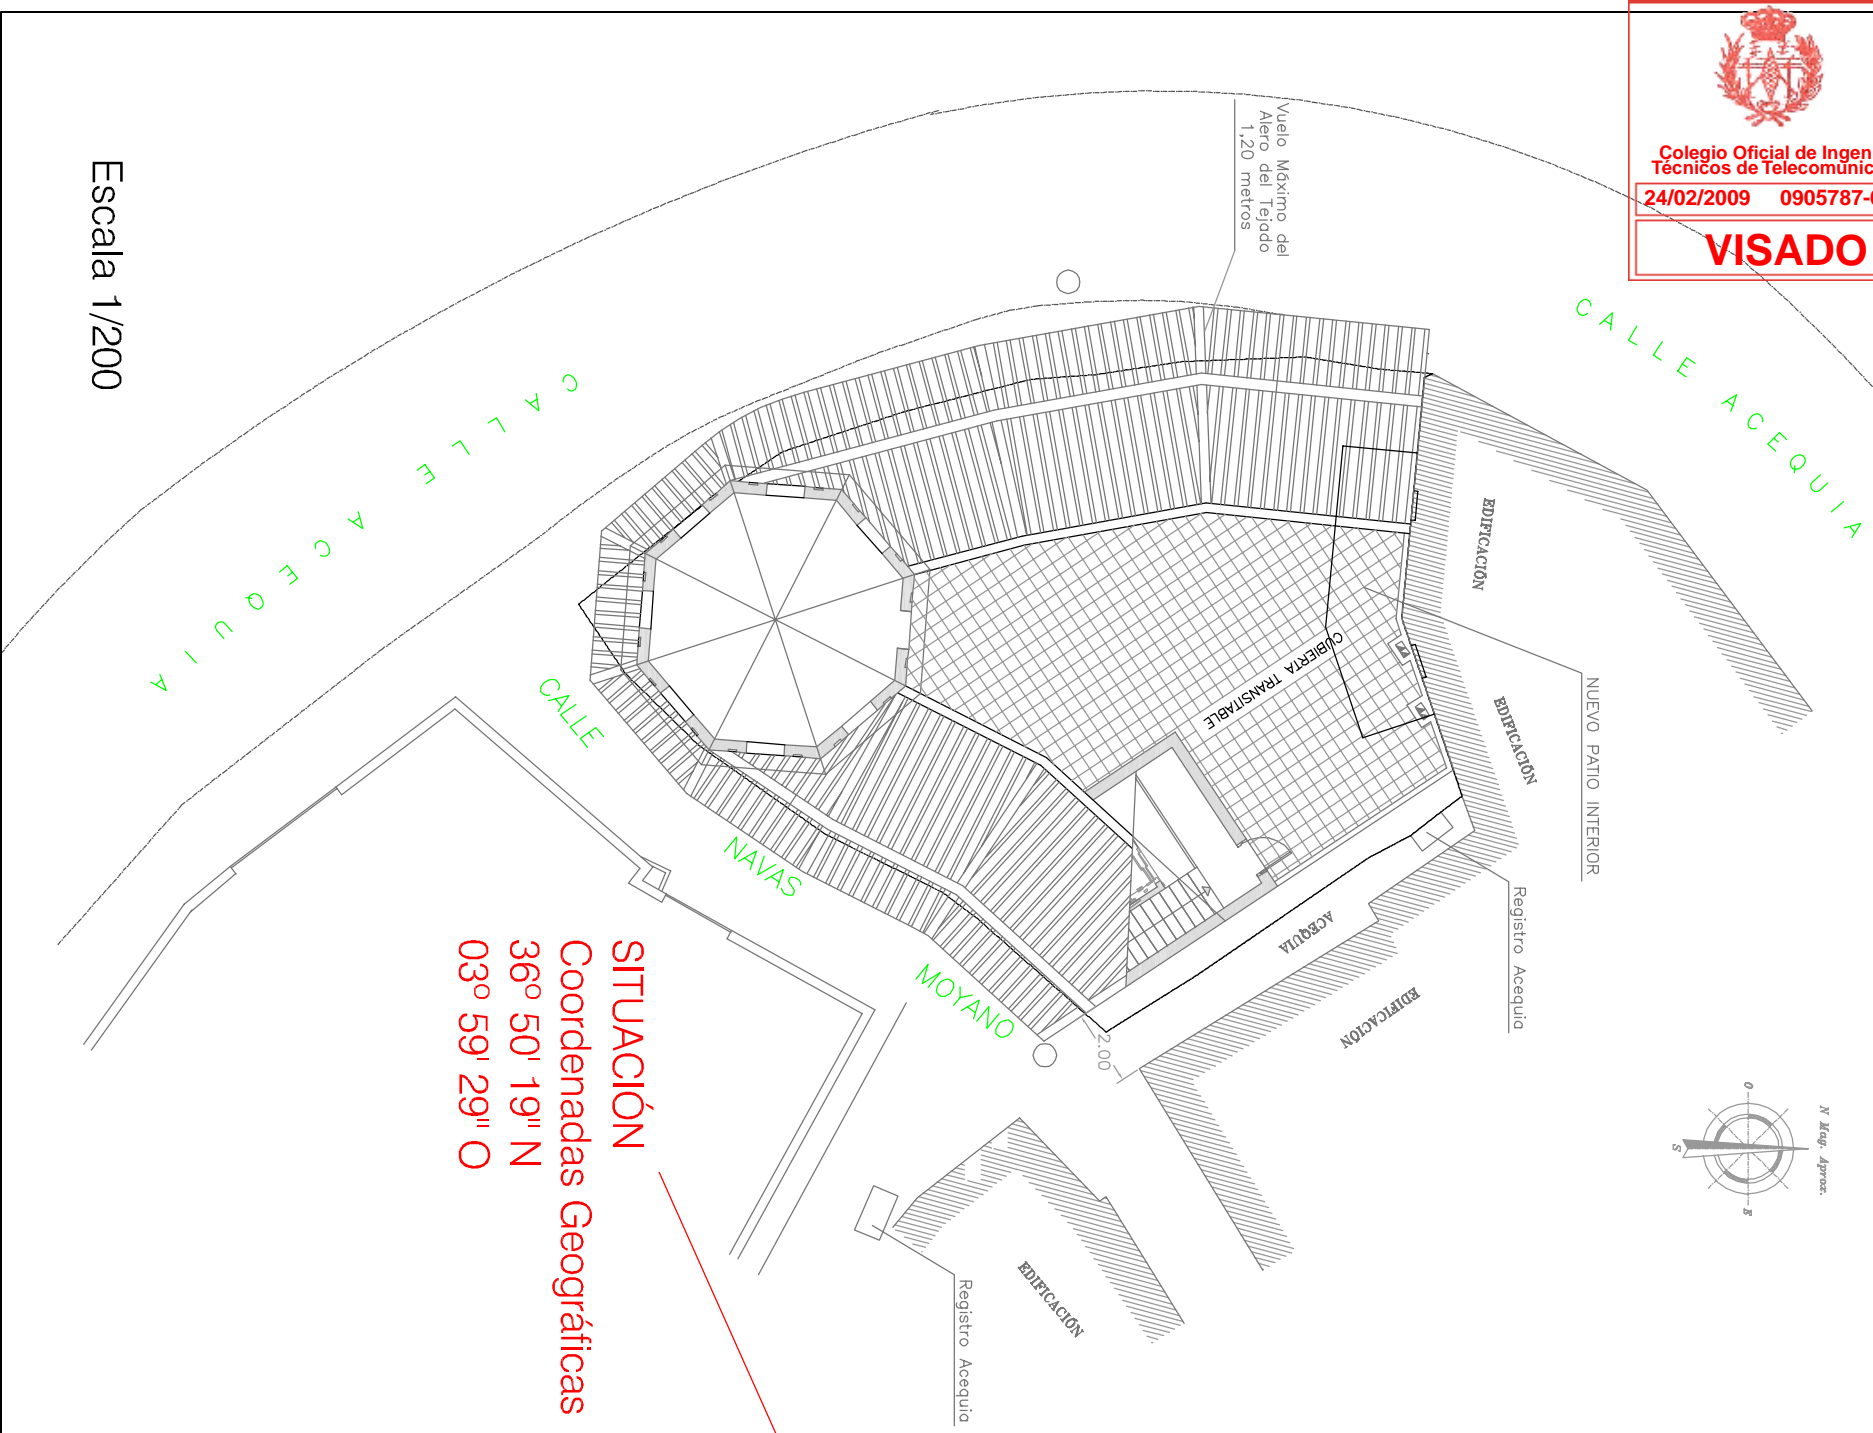 Colegio Oficial de Ingen
Técnicos de Telecomunic
24/02/2009 0905787-
VISADO
Escala 1/200
Vuelo Máximo del
Alero del Tejado
1,20 metros
CALLE ACEQUIA
CALLE ACEQUIA
CALLE NAVAS MOYANO
EDIFICACIÓN
EDIFICACIÓN
EDIFICACIÓN
EDIFICACIÓN
CUBIERTA TRANSITABLE
NUEVO PATIO INTERIOR
Registro Acequia
ACEQUIA
2.00
Registro Acequia
SITUACIÓN
Coordenadas Geográficas
36º 50' 19" N
03º 59' 29" O
N Mag. Aprox.
O
S
E